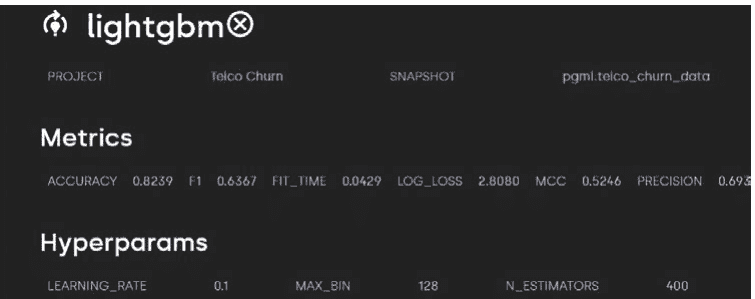 lightgbm
PROJECT Telco Churn SNAPSHOT pgml.telco_churn_data
Metrics
ACCURACY 0.8239 F1 0.6367 FIT_TIME 0.0429 LOG_LOSS 2.8080 MCC 0.5246 PRECISION
Hyperparams
LEARNING_RATE 0.1 MAX_BIN 128 N_ESTIMATORS 400